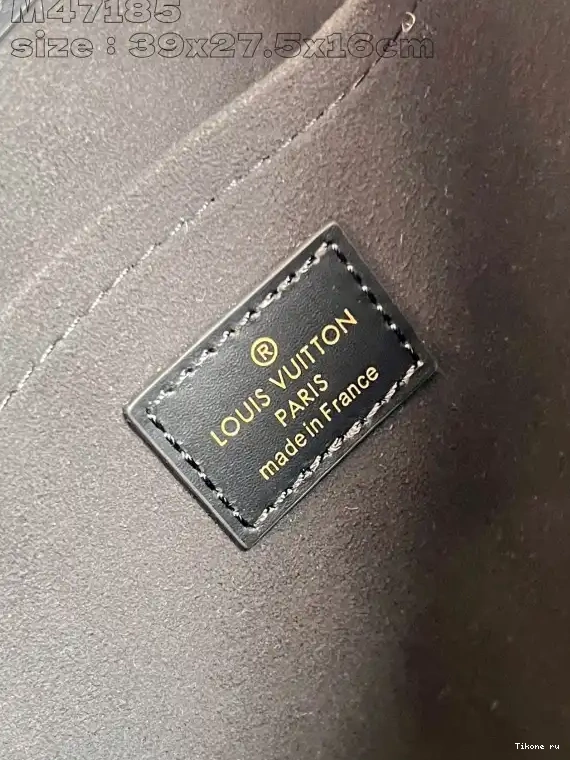 M47185
size : 39x27.5x16cm
®
LOUIS VUITTON
PARIS
made in France
Tikone ru